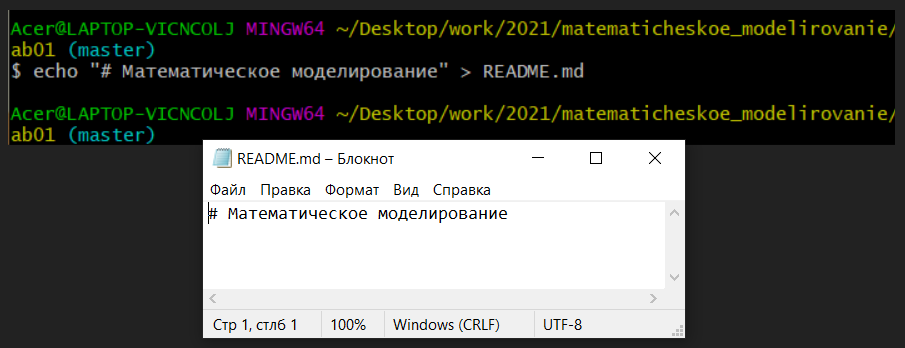 Acer@LAPTOP-VICNCOLJ MINGW64 ~/Desktop/work/2021/matematicheskoe_modelirovanie/
ab01 (master)
$ echo "# Математическое моделирование" > README.md
Acer@LAPTOP-VICNCOLJ MINGW64 ~/Desktop/work/2021/matematicheskoe_modelirovanie/
ab01 (master)
README.md – Блокнот
Файл Правка Формат Вид Справка
# Математическое моделирование
Стр 1, стлб 1 100% Windows (CRLF) UTF-8